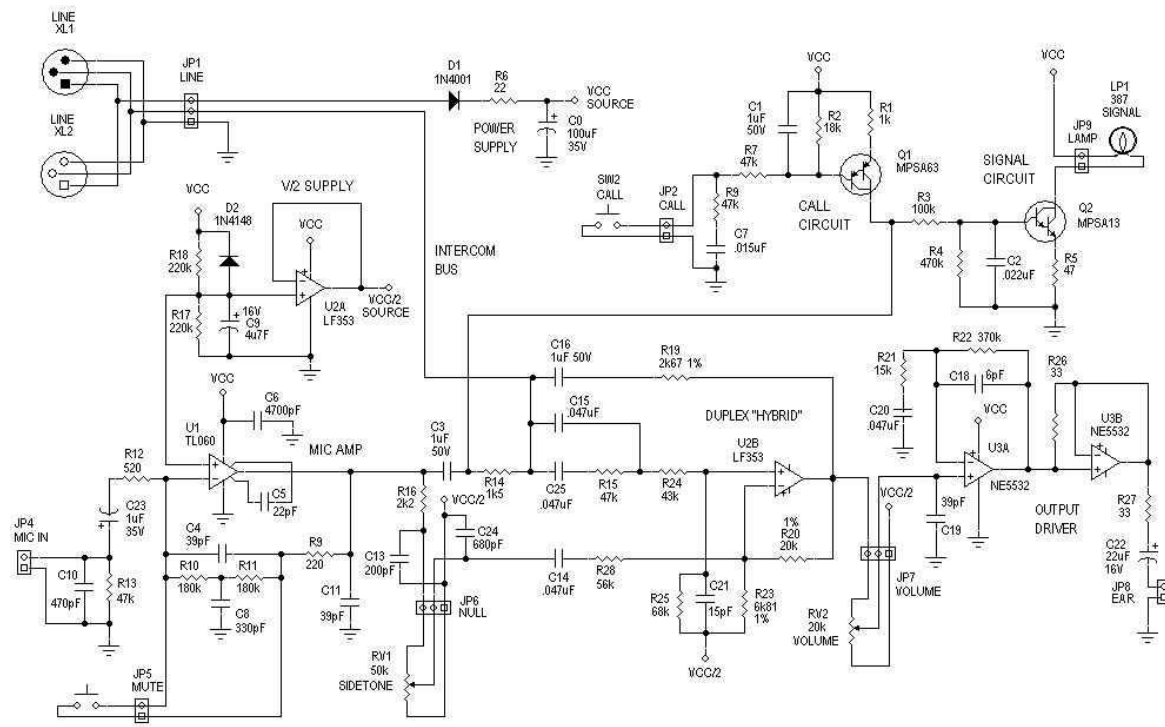 LINE
XL1
JP1
LINE
LINE
XL2
D1
1N4001
R6
22
VCC
SOURCE
C0
100uF
35V
POWER
SUPPLY
VCC
C1
1uF
50V
R2
18k
R1
1k
R7
47k
Q1
MPSA63
SW2
CALL
JP2
CALL
R9
47k
C7
.015uF
CALL
CIRCUIT
VCC
LP1
387
SIGNAL
JP9
LAMP
SIGNAL
CIRCUIT
R3
100k
Q2
MPSA13
R4
470k
C2
.022uF
R5
47
V/2 SUPPLY
VCC
D2
1N4148
VCC
R18
220k
R17
220k
16V
C9
4u7F
U2A
LF353
VCC/2
SOURCE
INTERCOM
BUS
VCC
C6
4700pF
U1
TL060
MIC AMP
R12
520
C5
22pF
C23
1uF
35V
JP4
MIC IN
C10
470pF
R13
47k
C4
39pF
R10
180k
R11
180k
C8
330pF
R9
220
C11
39pF
JP5
MUTE
C3
1uF
50V
R16
2k2
VCC/2
R14
1k5
C13
200pF
C24
680pF
JP6
NULL
RV1
50k
SIDETONE
C16
1uF 50V
R19
2k67 1%
C15
.047uF
C25
.047uF
R15
47k
R24
43k
C14
.047uF
R28
56k
DUPLEX "HYBRID"
U2B
LF353
1%
R20
20k
R25
68k
C21
15pF
R23
6k81
1%
VCC/2
VCC/2
JP7
VOLUME
RV2
20k
VOLUME
R21
15k
R22 370k
C18
6pF
C20
.047uF
VCC
U3A
NE5532
39pF
C19
R26
33
U3B
NE5532
OUTPUT
DRIVER
R27
33
C22
22uF
16V
JP8
EAR